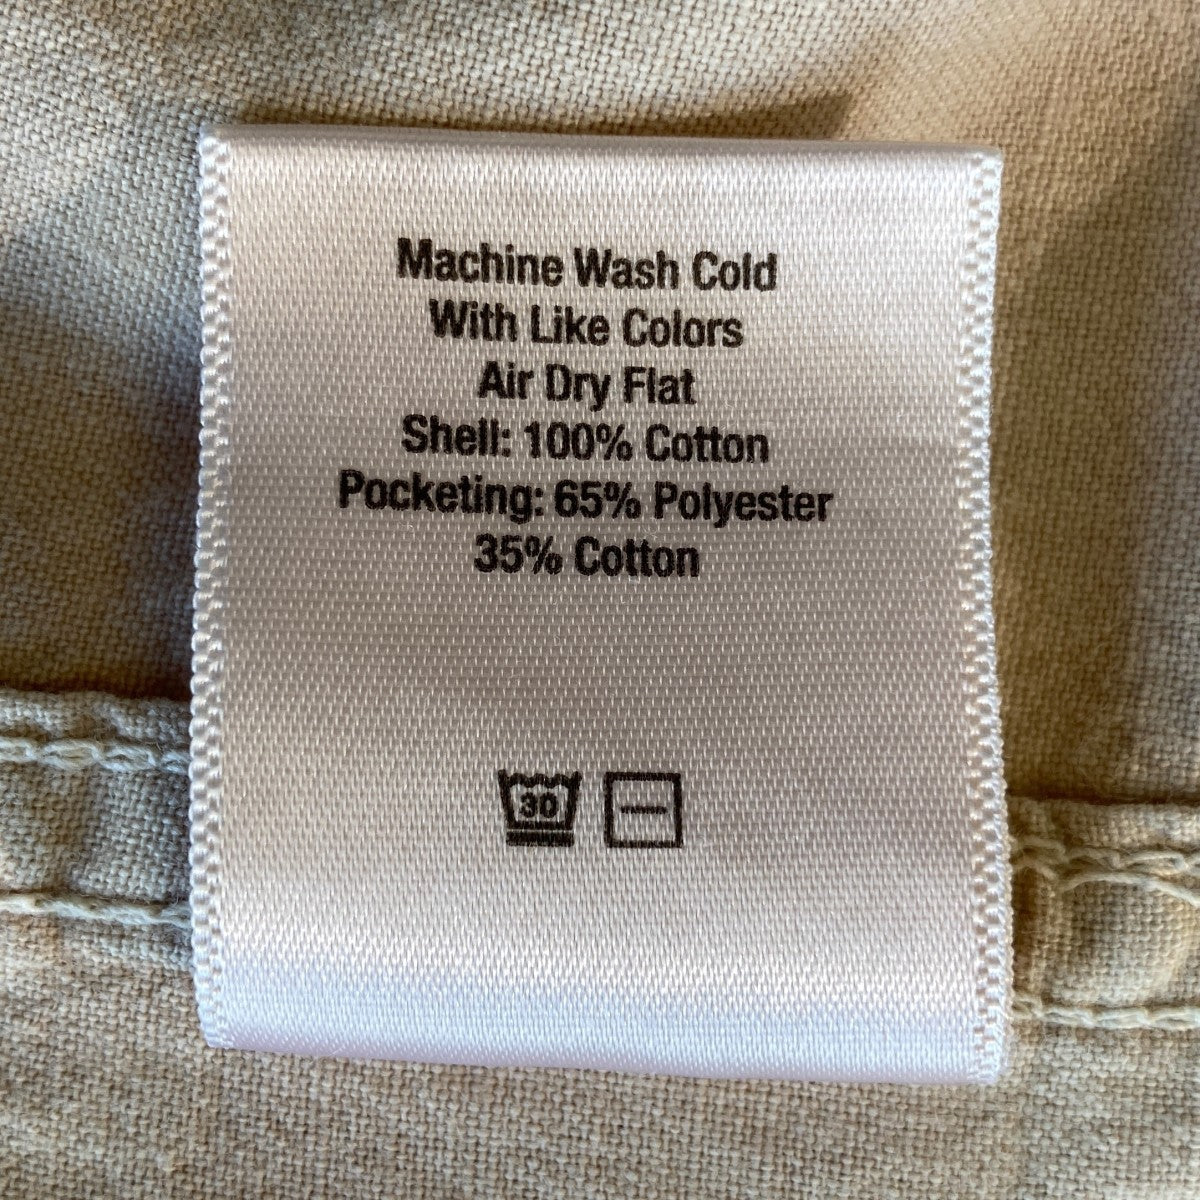 Machine Wash Cold
With Like Colors
Air Dry Flat
Shell: 100% Cotton
Pocketing: 65% Polyester
35% Cotton
30